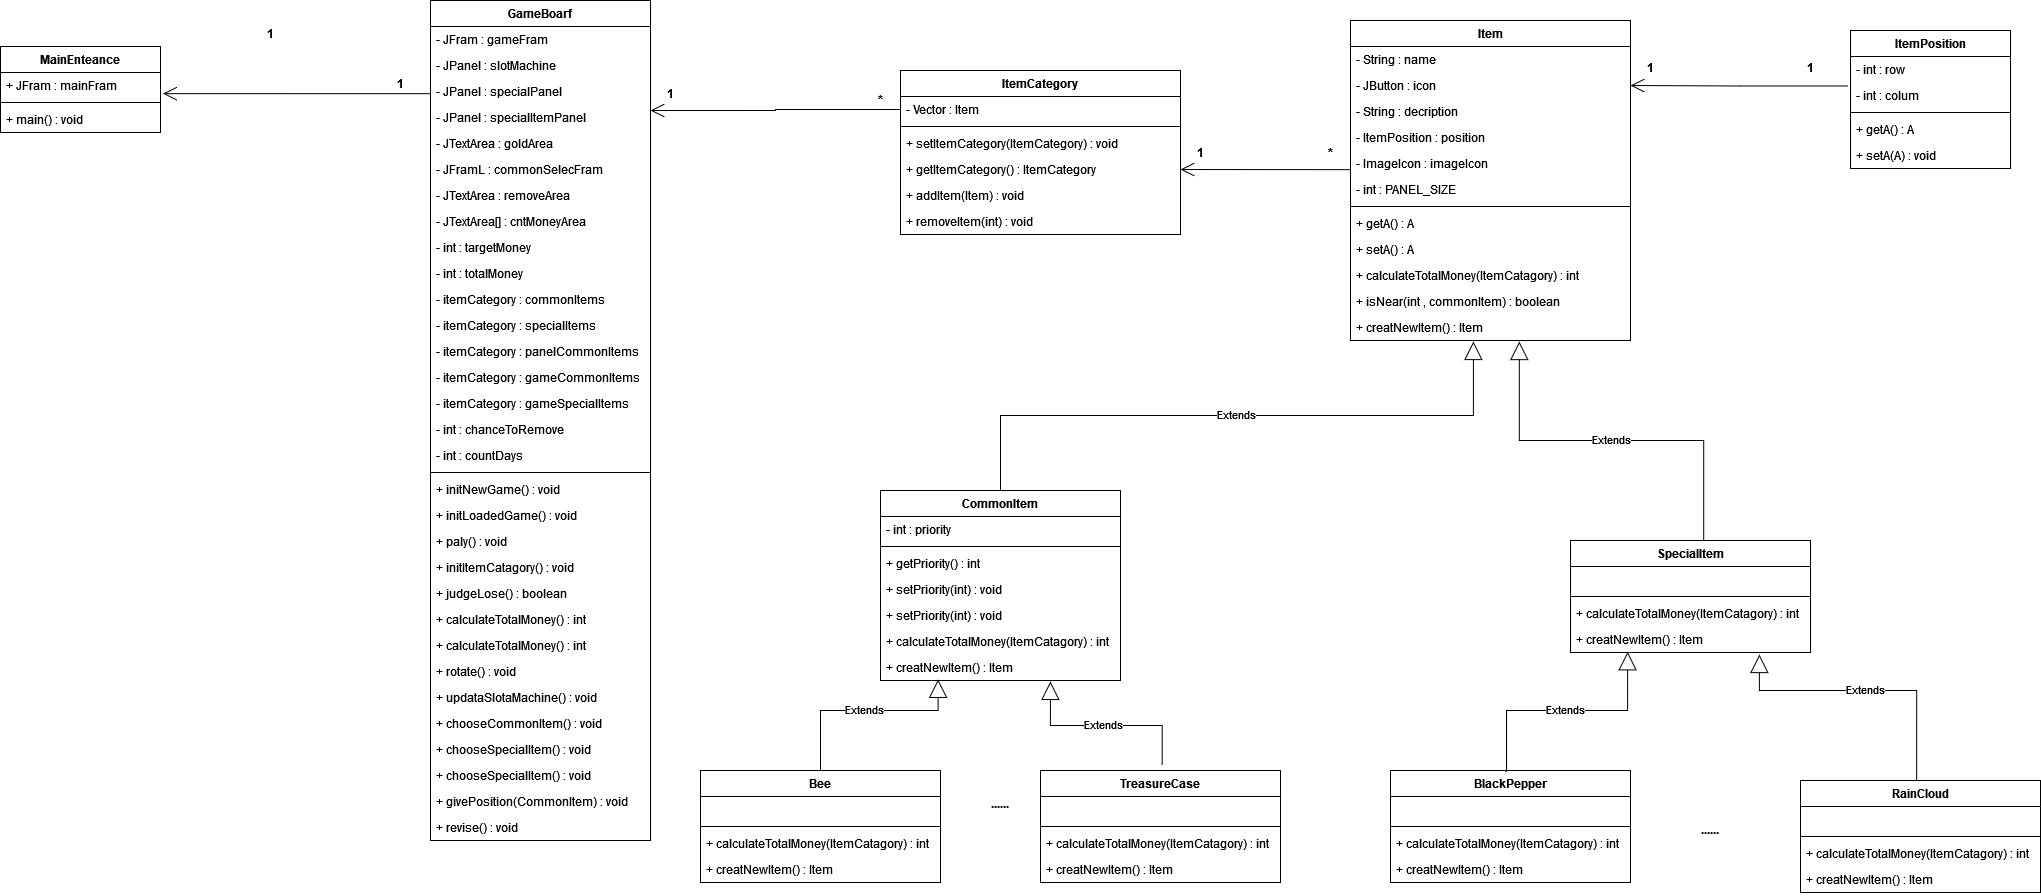 MainEnteance
+ JFram : mainFram
+ main() : void
1
1
GameBoarf
- JFram : gameFram
- JPanel : slotMachine
- JPanel : specialPanel
- JPanel : specialItemPanel
- JTextArea : goldArea
- JFramL : commonSelecFram
- JTextArea : removeArea
- JTextArea[] : cntMoneyArea
- int : targetMoney
- int : totalMoney
- itemCategory : commonItems
- itemCategory : specialItems
- itemCategory : panelCommonItems
- itemCategory : gameCommonItems
- itemCategory : gameSpecialItems
- int : chanceToRemove
- int : countDays
+ initNewGame() : void
+ initLoadedGame() : void
+ paly() : void
+ initItemCatagory() : void
+ judgeLose() : boolean
+ calculateTotalMoney() : int
+ calculateTotalMoney() : int
+ rotate() : void
+ updataSlotaMachine() : void
+ chooseCommonItem() : void
+ chooseSpecialItem() : void
+ chooseSpecialItem() : void
+ givePosition(CommonItem) : void
+ revise() : void
1
*
ItemCategory
- Vector : Item
+ setItemCategory(ItemCategory) : void
+ getItemCategory() : ItemCategory
+ addItem(Item) : void
+ removeItem(int) : void
1
*
Item
- String : name
- JButton : icon
- String : decription
- ItemPosition : position
- ImageIcon : imageIcon
- int : PANEL_SIZE
+ getA() : A
+ setA() : A
+ calculateTotalMoney(ItemCatagory) : int
+ isNear(int , commonItem) : boolean
+ creatNewItem() : Item
1
1
ItemPosition
- int : row
- int : colum
+ getA() : A
+ setA(A) : void
Extends
Extends
CommonItem
- int : priority
+ getPriority() : int
+ setPriority(int) : void
+ setPriority(int) : void
+ calculateTotalMoney(ItemCatagory) : int
+ creatNewItem() : Item
SpecialItem
+ calculateTotalMoney(ItemCatagory) : int
+ creatNewItem() : Item
Extends
Extends
Extends
Extends
Bee
+ calculateTotalMoney(ItemCatagory) : int
+ creatNewItem() : Item
......
TreasureCase
+ calculateTotalMoney(ItemCatagory) : int
+ creatNewItem() : Item
BlackPepper
+ calculateTotalMoney(ItemCatagory) : int
+ creatNewItem() : Item
......
RainCloud
+ calculateTotalMoney(ItemCatagory) : int
+ creatNewItem() : Item